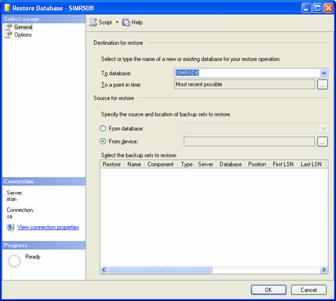 Restore Database - SIMRSDB
Select a page
General
Options
Script
Help
Destination for restore
Select or type the name of a new or existing database for your restore operation.
To database:
SIMRSDB
To a point in time:
Most recent possible
...
Source for restore
Specify the source and location of backup sets to restore.
From database:
From device:
...
Select the backup sets to restore:
Restore Name Component Type Server Database Position First LSN Last LSN
Connection
Server:
Connection:
sa
View connection properties
Progress
Ready
OK
Cancel